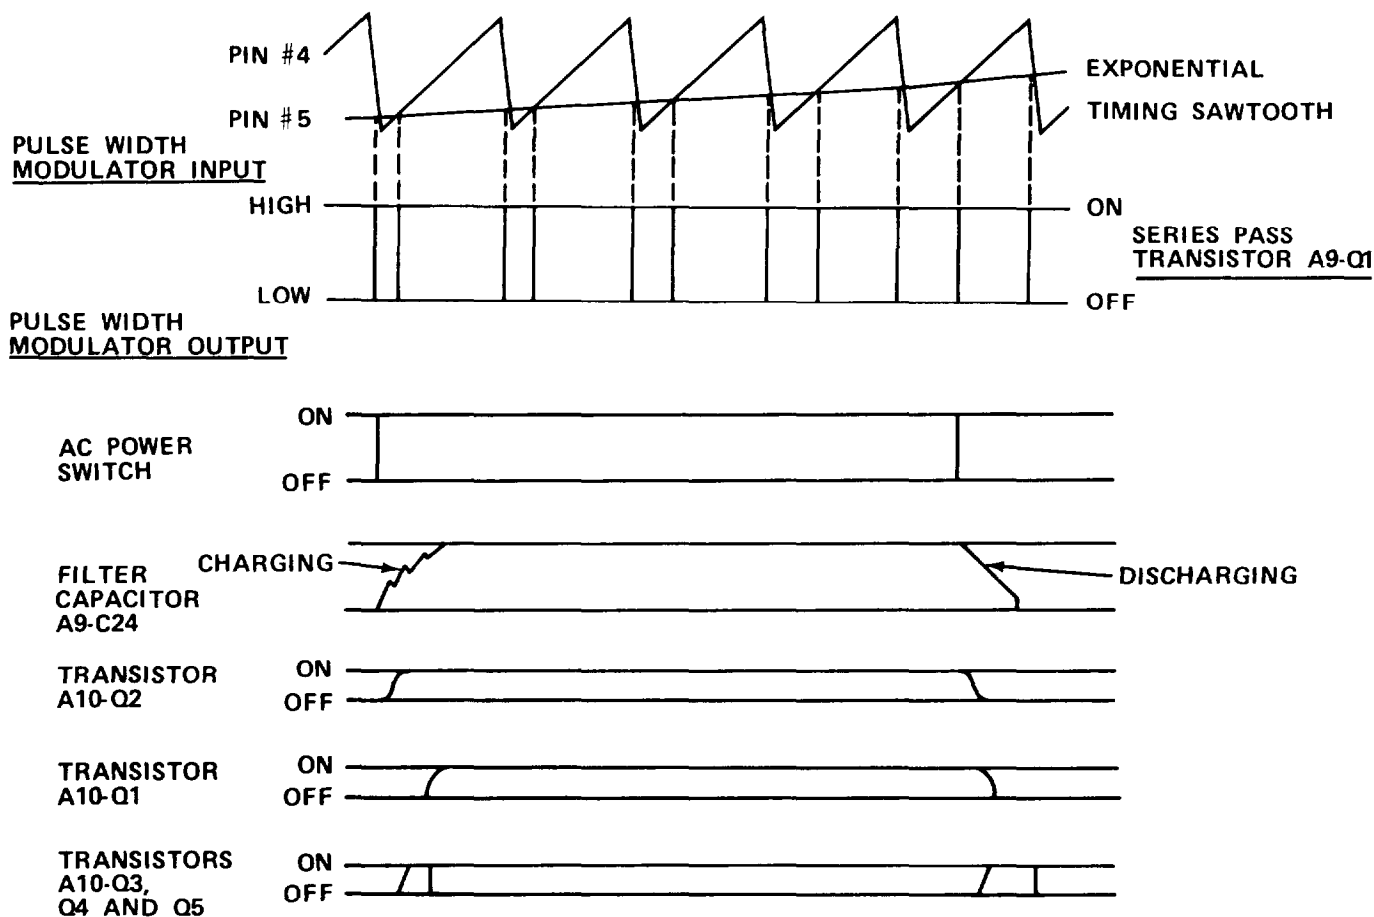 PIN #4
PIN #5
EXPONENTIAL
TIMING SAWTOOTH
PULSE WIDTH
MODULATOR INPUT
HIGH
ON
SERIES PASS
TRANSISTOR A9-Q1
LOW
OFF
PULSE WIDTH
MODULATOR OUTPUT
AC POWER
SWITCH
ON
OFF
FILTER
CAPACITOR
A9-C24
CHARGING
DISCHARGING
TRANSISTOR
A10-Q2
ON
OFF
TRANSISTOR
A10-Q1
ON
OFF
TRANSISTORS
A10-Q3,
Q4 AND Q5
ON
OFF